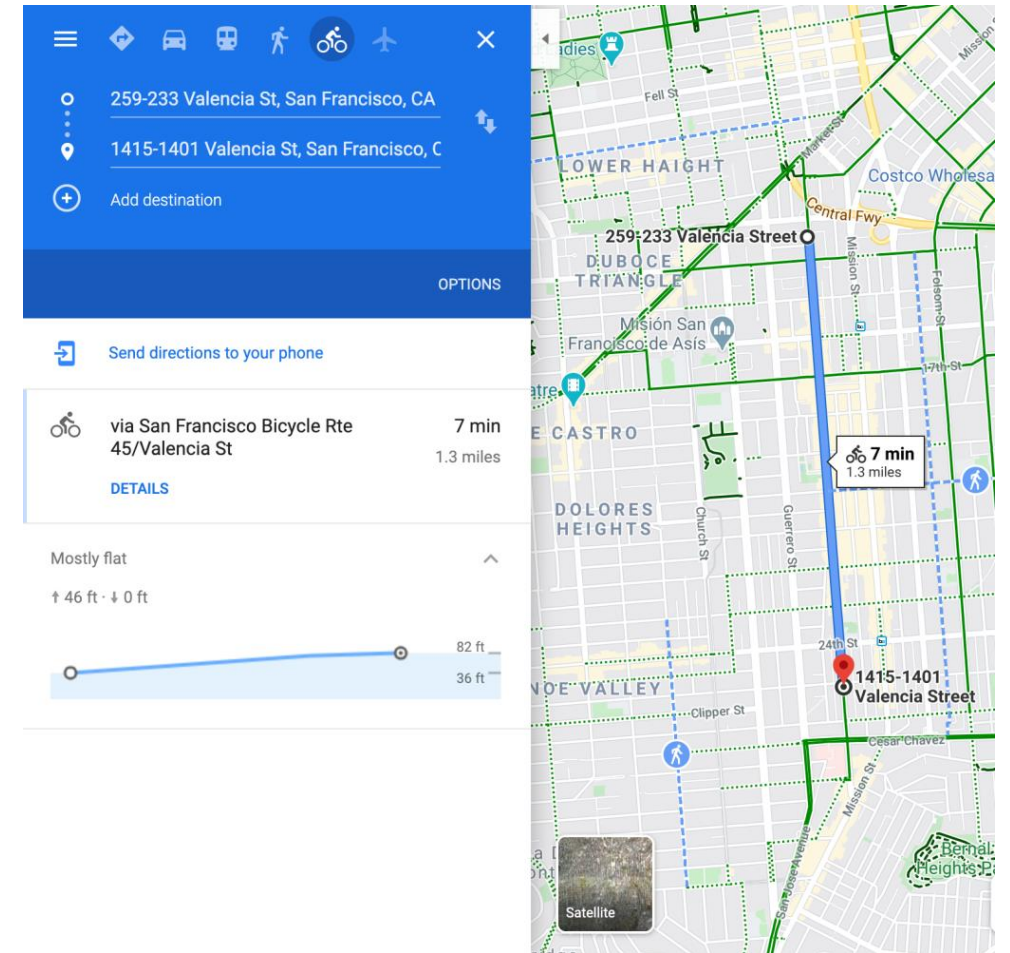 259-233 Valencia St, San Francisco, CA
1415-1401 Valencia St, San Francisco, C
Add destination
OPTIONS
Send directions to your phone
via San Francisco Bicycle Rte
45/Valencia St
7 min
1.3 miles
DETAILS
Mostly flat
↑ 46 ft · ↓ 0 ft
82 ft
36 ft
adies
Fell St
Mission
Market St
LOWER HAIGHT
Costco Wholesa
Central Fwy
259-233 Valencia Street
DUBOCE
TRIANGLE
Mission St
Folsom St
Misión San
Francisco de Asís
17th St
atre
E CASTRO
7 min
1.3 miles
DOLORES
HEIGHTS
Church St
Guerrero St
24th St
1415-1401
Valencia Street
NOE VALLEY
Clipper St
Cesar Chavez
Mission St
San Jose Avenue
Bernal
Heights Pa
Satellite